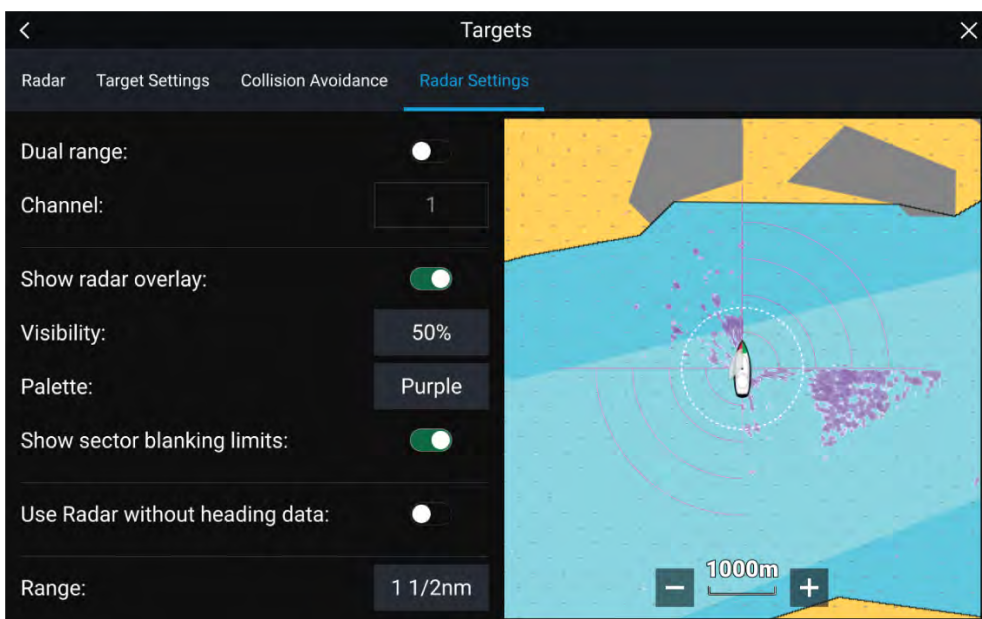 Targets
Radar Target Settings Collision Avoidance Radar Settings
Dual range:
Channel: 1
Show radar overlay:
Visibility: 50%
Palette: Purple
Show sector blanking limits:
Use Radar without heading data:
Range: 1 1/2nm
1000m